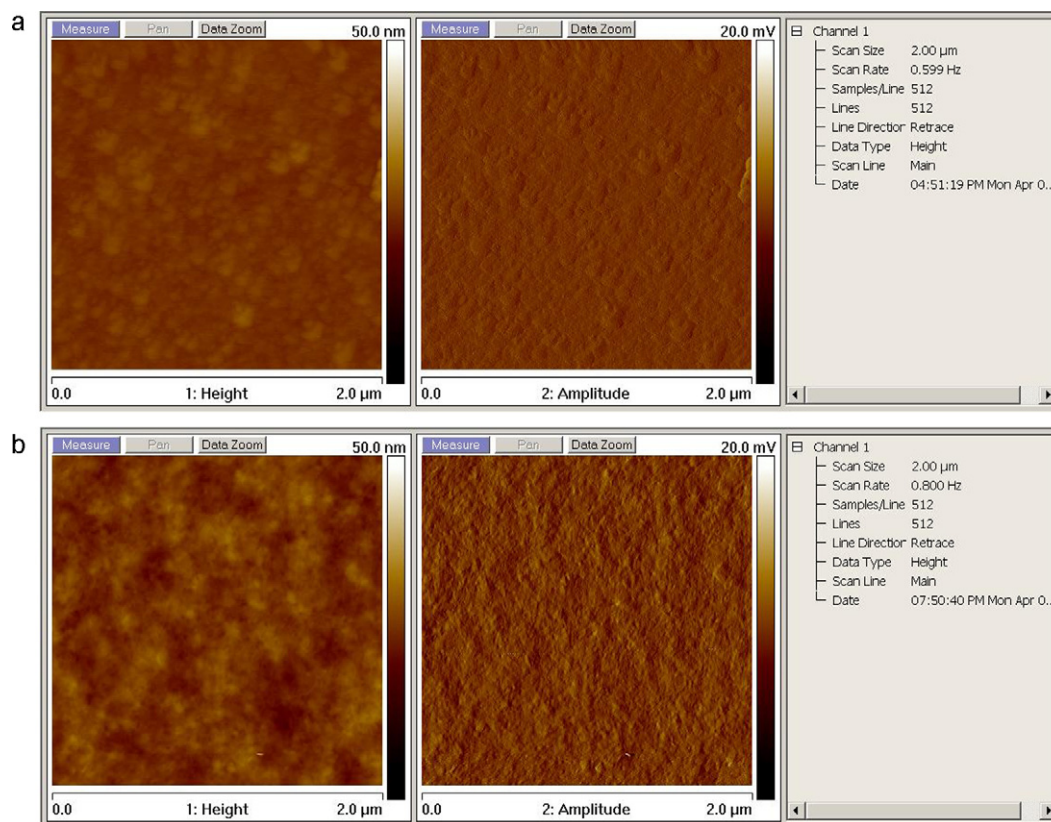 a
Measure Pan Data Zoom 50.0 nm
0.0 1: Height 2.0 µm
Measure Pan Data Zoom 20.0 mV
0.0 2: Amplitude 2.0 µm
Channel 1
Scan Size 2.00 µm
Scan Rate 0.599 Hz
Samples/Line 512
Lines 512
Line Direction Retrace
Data Type Height
Scan Line Main
Date 04:51:19 PM Mon Apr 0...
b
Measure Pan Data Zoom 50.0 nm
0.0 1: Height 2.0 µm
Measure Pan Data Zoom 20.0 mV
0.0 2: Amplitude 2.0 µm
Channel 1
Scan Size 2.00 µm
Scan Rate 0.800 Hz
Samples/Line 512
Lines 512
Line Direction Retrace
Data Type Height
Scan Line Main
Date 07:50:40 PM Mon Apr 0...